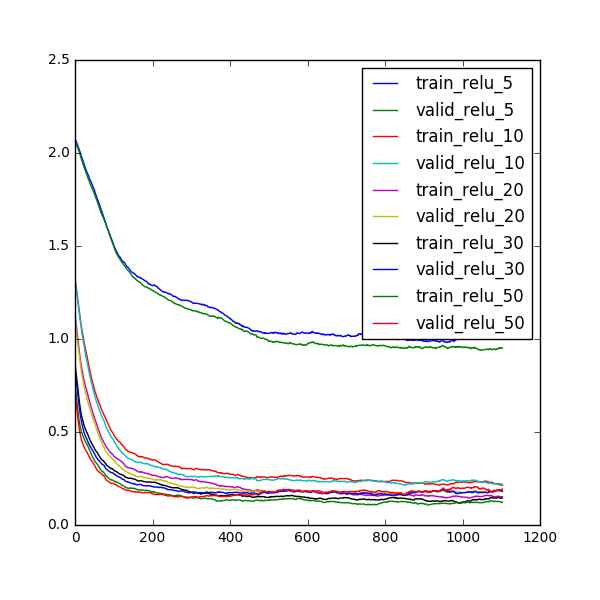 2.5
2.0
1.5
1.0
0.5
0.0
0
200
400
600
800
1000
1200
train_relu_5
valid_relu_5
train_relu_10
valid_relu_10
train_relu_20
valid_relu_20
train_relu_30
valid_relu_30
train_relu_50
valid_relu_50